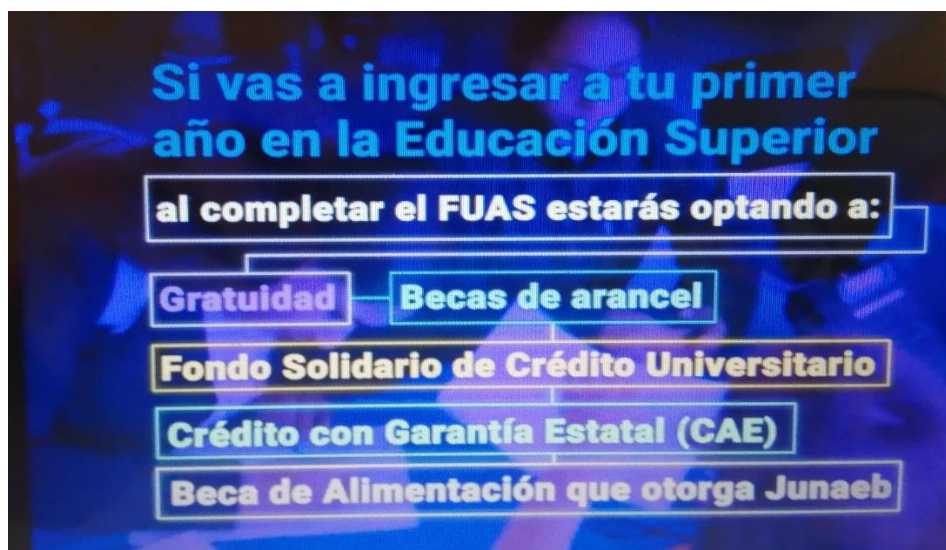 Si vas a ingresar a tu primer
año en la Educación Superior
al completar el FUAS estarás optando a:
Gratuidad
Becas de arancel
Fondo Solidario de Crédito Universitario
Crédito con Garantía Estatal (CAE)
Beca de Alimentación que otorga Junaeb